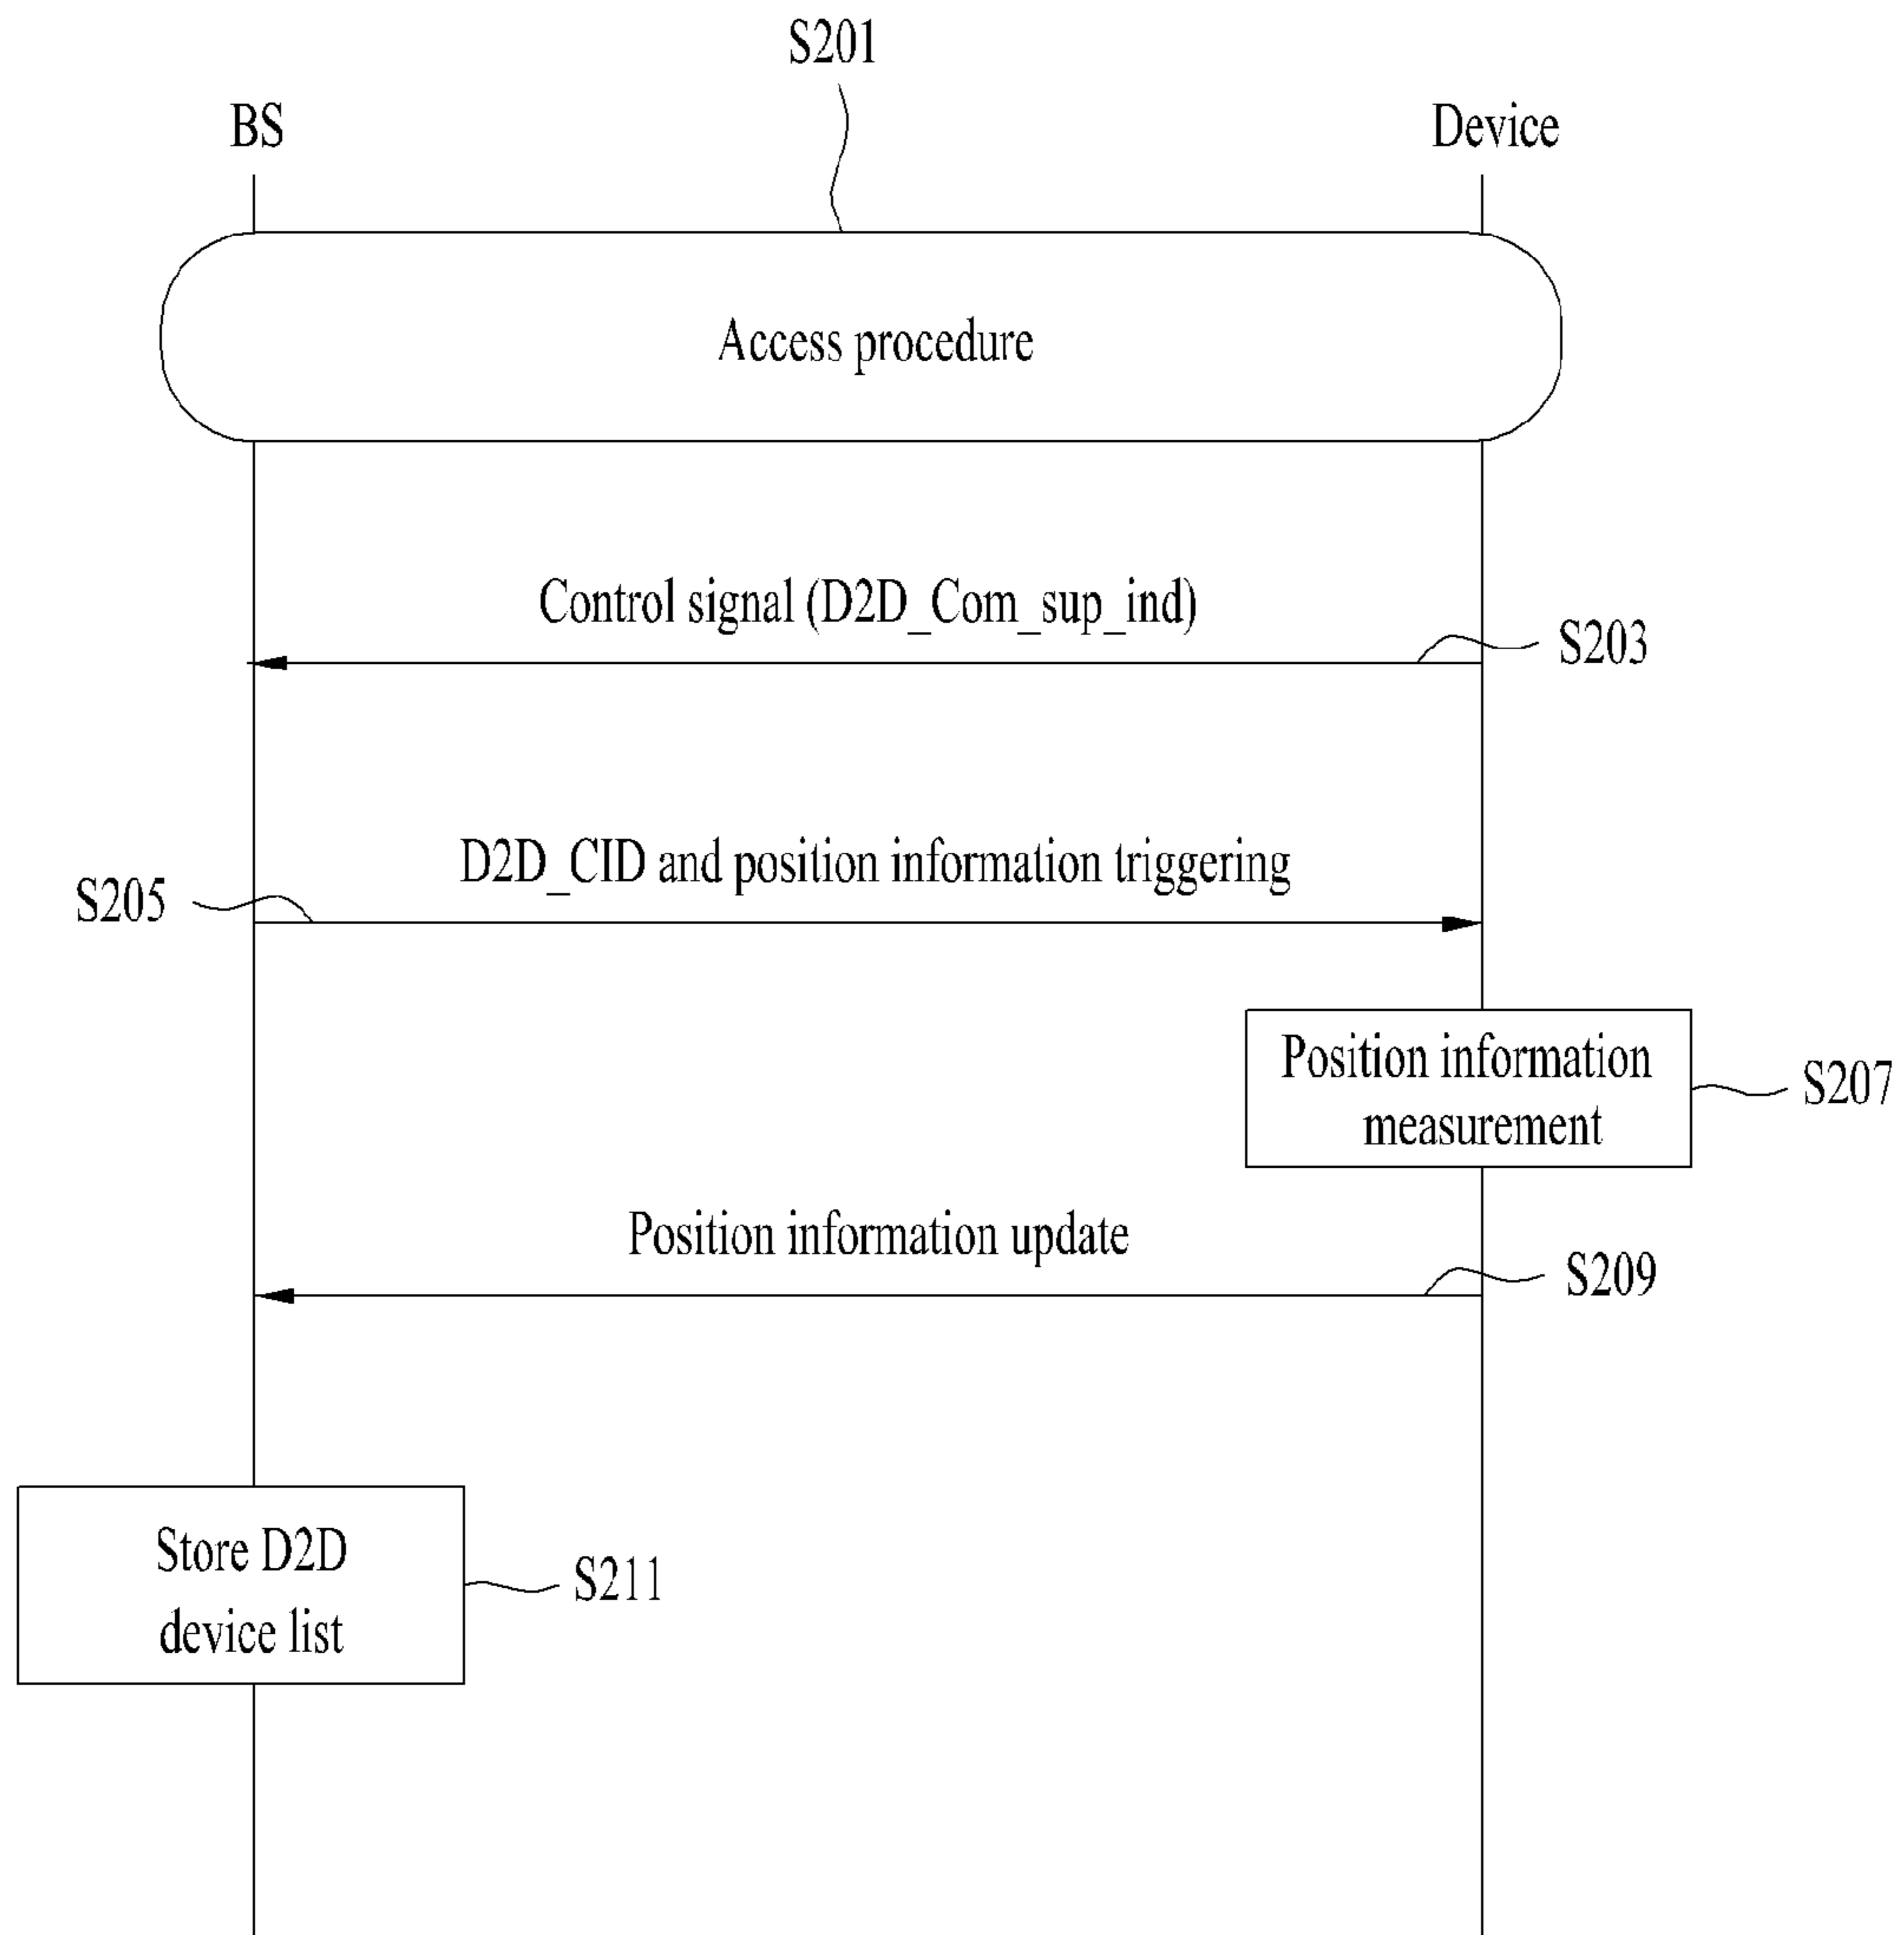 S201
BS
Device
Access procedure
Control signal (D2D_Com_sup_ind)
S203
D2D_CID and position information triggering
S205
Position information
measurement
S207
Position information update
S209
Store D2D
device list
S211